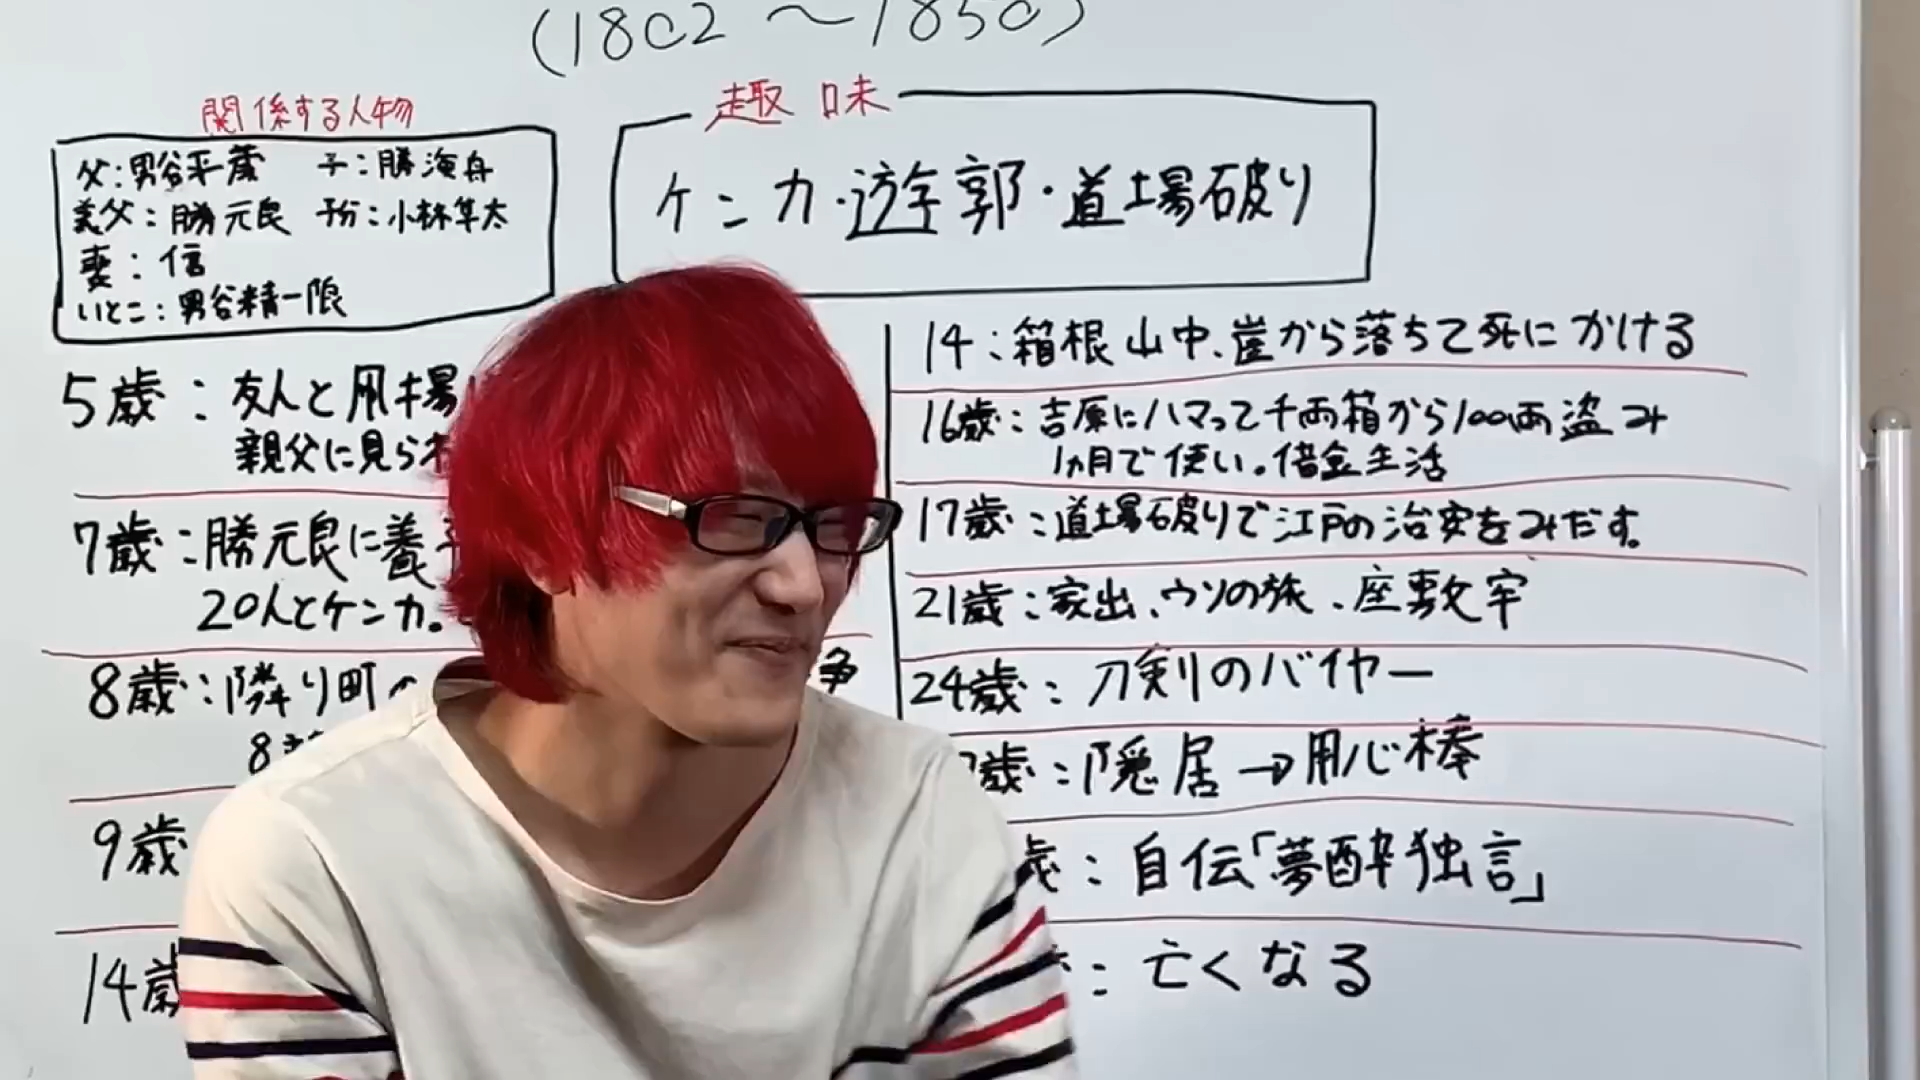 (1802 〜1850)
関係する人物
父:男谷平蔵 子:勝海舟
義父:勝元良 子分:小林隼太
妻:信
いとこ:男谷精一郎
趣味
ケンカ・遊郭・道場破り
5歳:友人と凧
親父に見ら
7歳:勝元良に養
20人とケンカ。
8歳:隣り町の 争
8
9歳
14歳
14:箱根山中、崖から落ちて死にかける
16歳:吉原にハマって千両箱から100両盗み
1ヵ月で使い。借金生活
17歳:道場破りで江戸の治安をみだす。
21歳:家出、ウソの旅、座敷牢
24歳:刀剣のバイヤー
7歳:隠居→用心棒
歳:自伝「夢酔独言」
:亡くなる